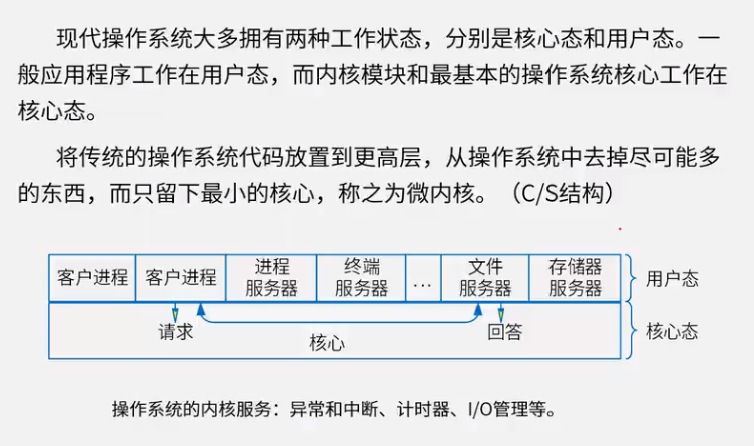 现代操作系统大多拥有两种工作状态，分别是核心态和用户态。一
般应用程序工作在用户态，而内核模块和最基本的操作系统核心工作在
核心态。
将传统的操作系统代码放置到更高层，从操作系统中去掉尽可能多
的东西，而只留下最小的核心，称之为微内核。（C/S结构）
客户进程
客户进程
进程
服务器
终端
服务器
…
文件
服务器
存储器
服务器
用户态
请求
核心
回答
核心态
操作系统的内核服务：异常和中断、计时器、I/O管理等。